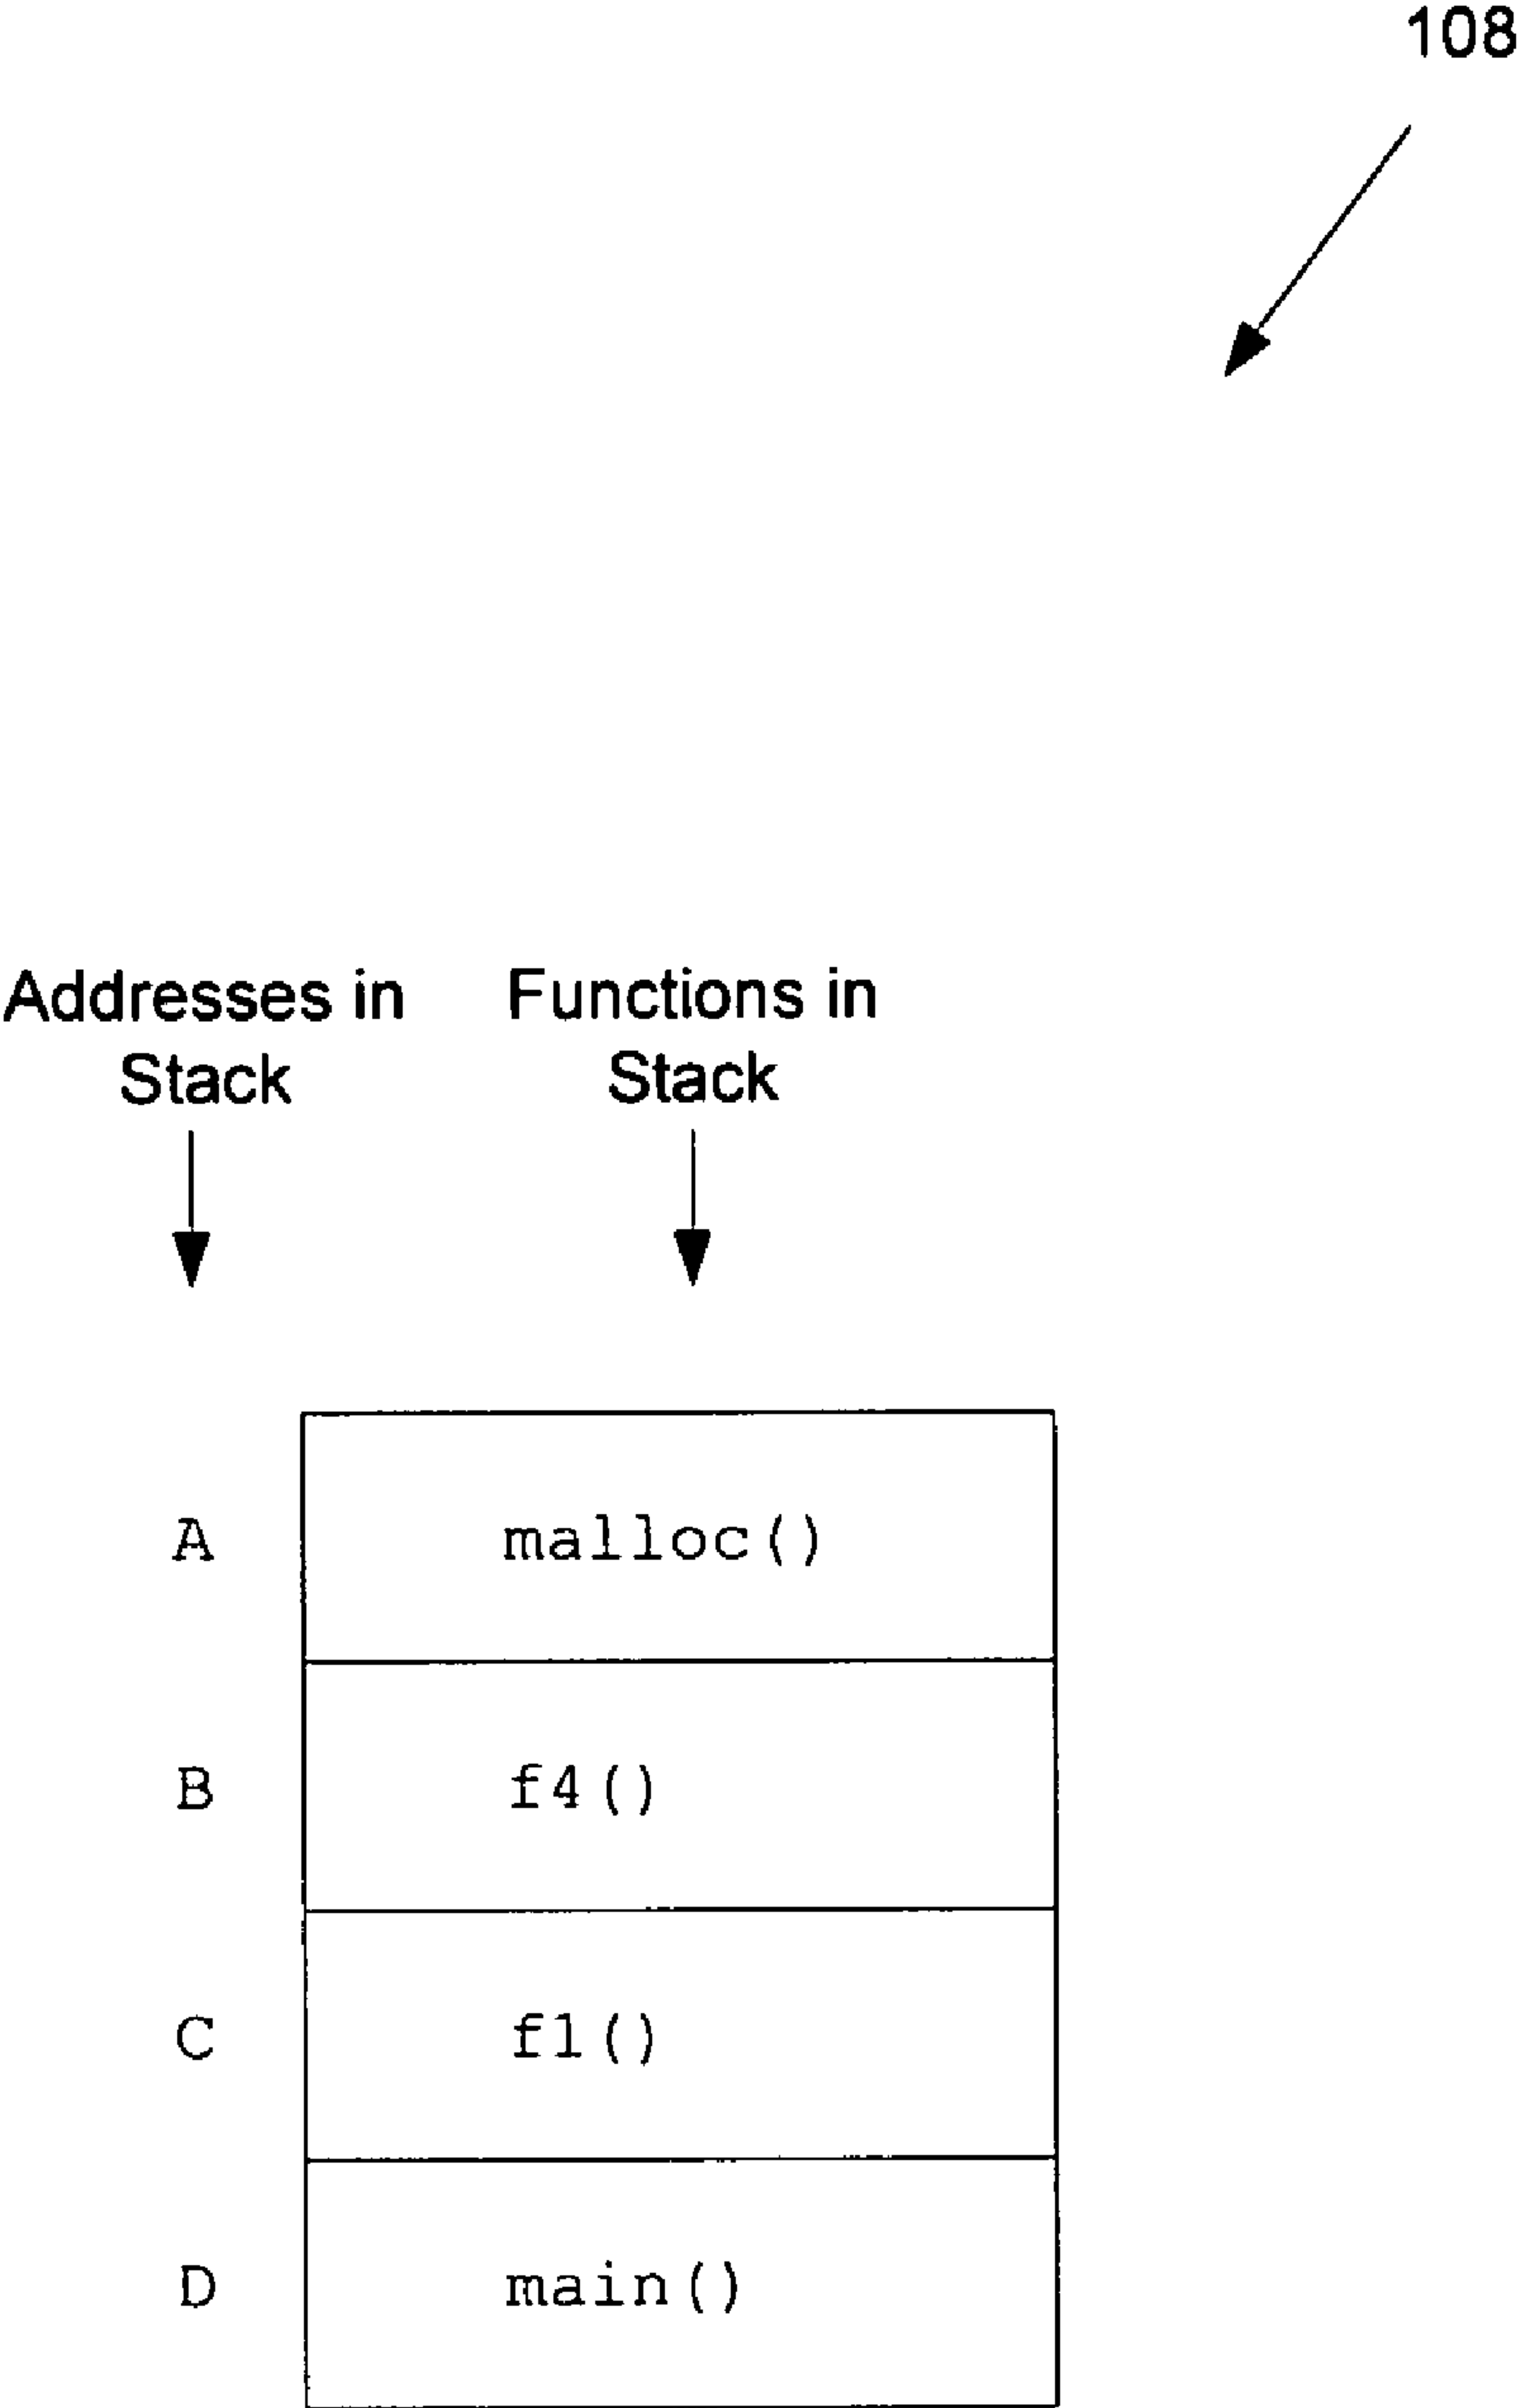 108
Addresses in Functions in
Stack Stack
A malloc()
B f4()
C f1()
D main()